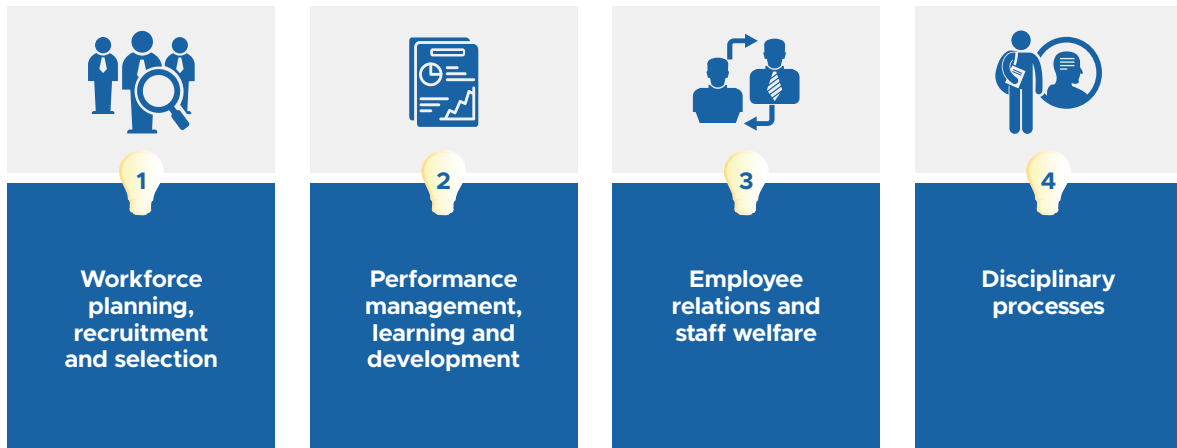 1
Workforce
planning,
recruitment
and selection
2
Performance
management,
learning and
development
3
Employee
relations and
staff welfare
4
Disciplinary
processes